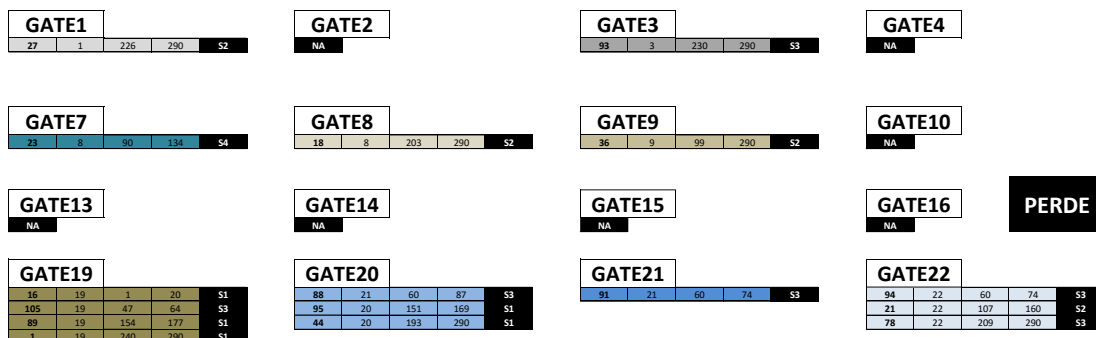 GATE1 GATE2 GATE3 GATE4
27 1 226 290 S2 NA 93 3 230 290 S3 NA
GATE7 GATE8 GATE9 GATE10
23 8 90 134 S4 18 8 203 290 S2 36 9 99 290 S2 NA
GATE13 GATE14 GATE15 GATE16 PERDE
NA NA NA NA
GATE19 GATE20 GATE21 GATE22
16 19 1 20 S1 88 21 60 87 S3 91 21 60 74 S3 94 22 60 74 S3
105 19 47 64 S3 95 20 151 169 S1 21 22 107 160 S2
89 19 154 177 S1 44 20 193 290 S1 78 22 209 290 S3
1 19 240 290 S1